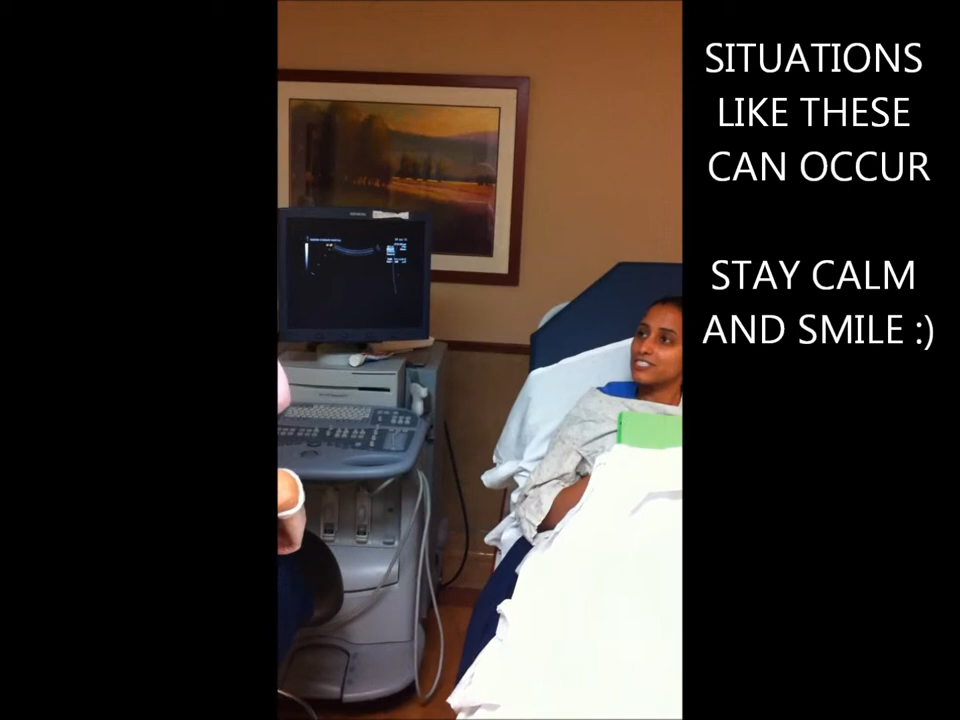 SITUATIONS
LIKE THESE
CAN OCCUR
STAY CALM
AND SMILE :)